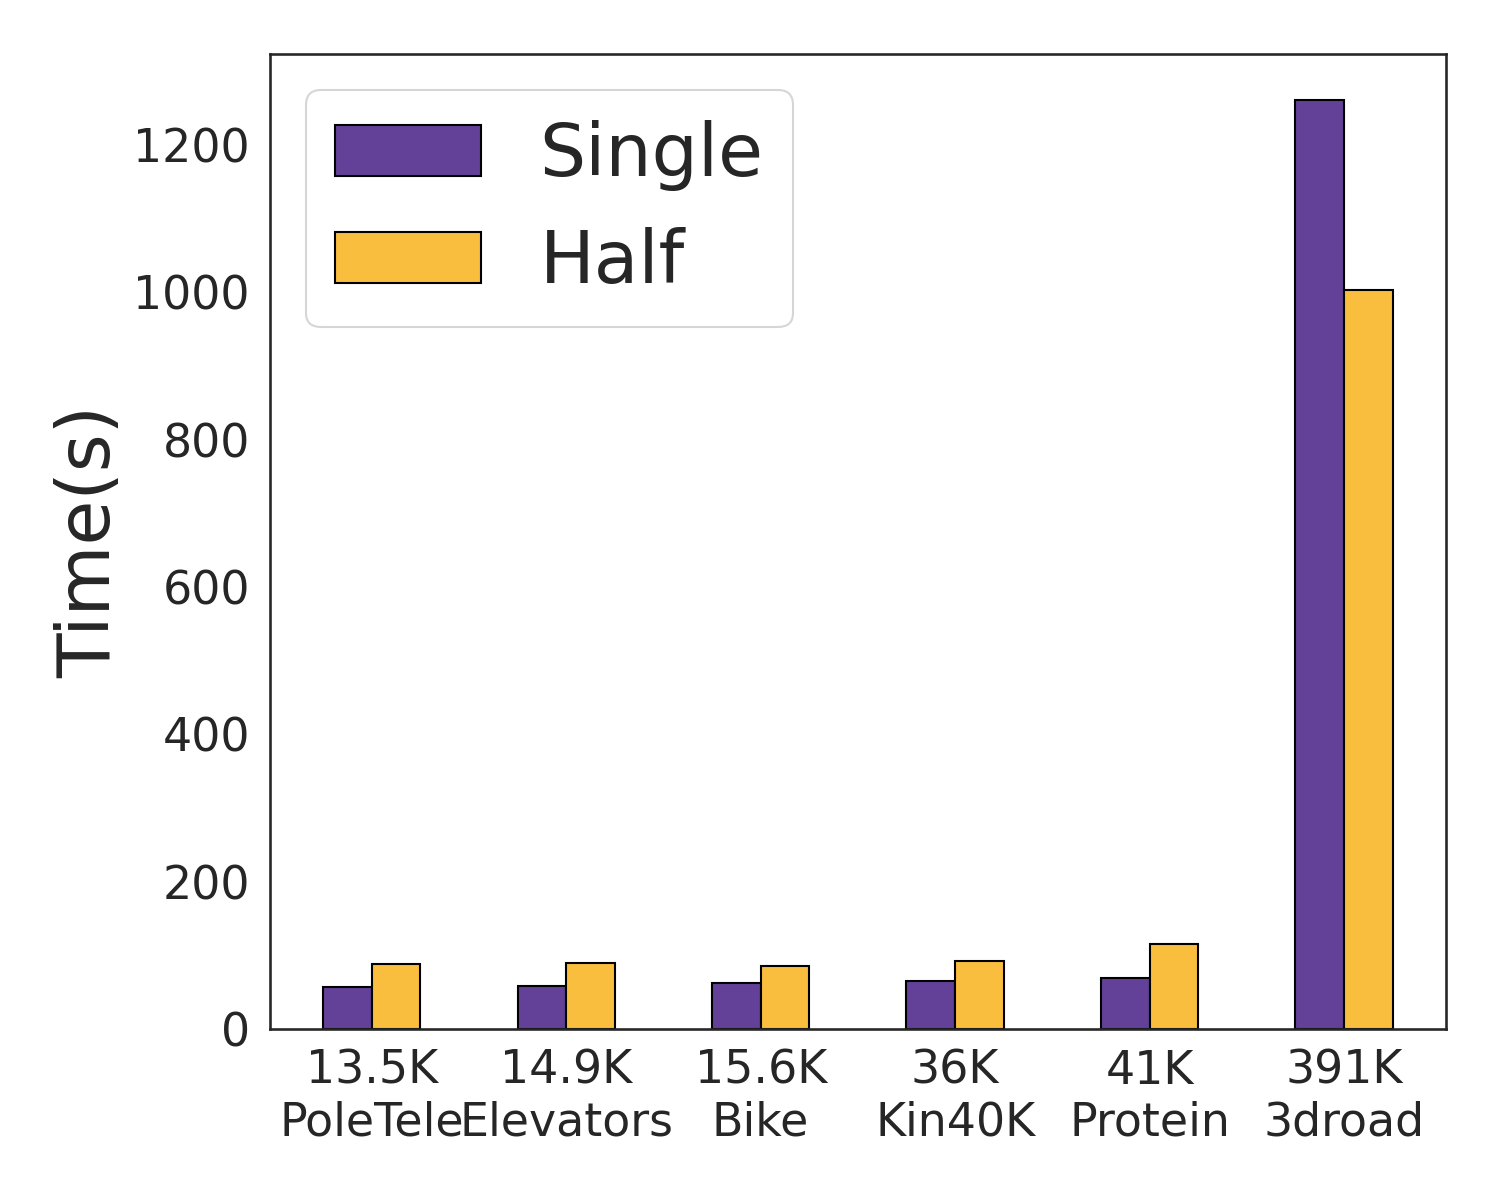 Single
Half
Time(s)
1200
1000
800
600
400
200
0
13.5K 14.9K 15.6K 36K 41K 391K
PoleTele Elevators Bike Kin40K Protein 3droad